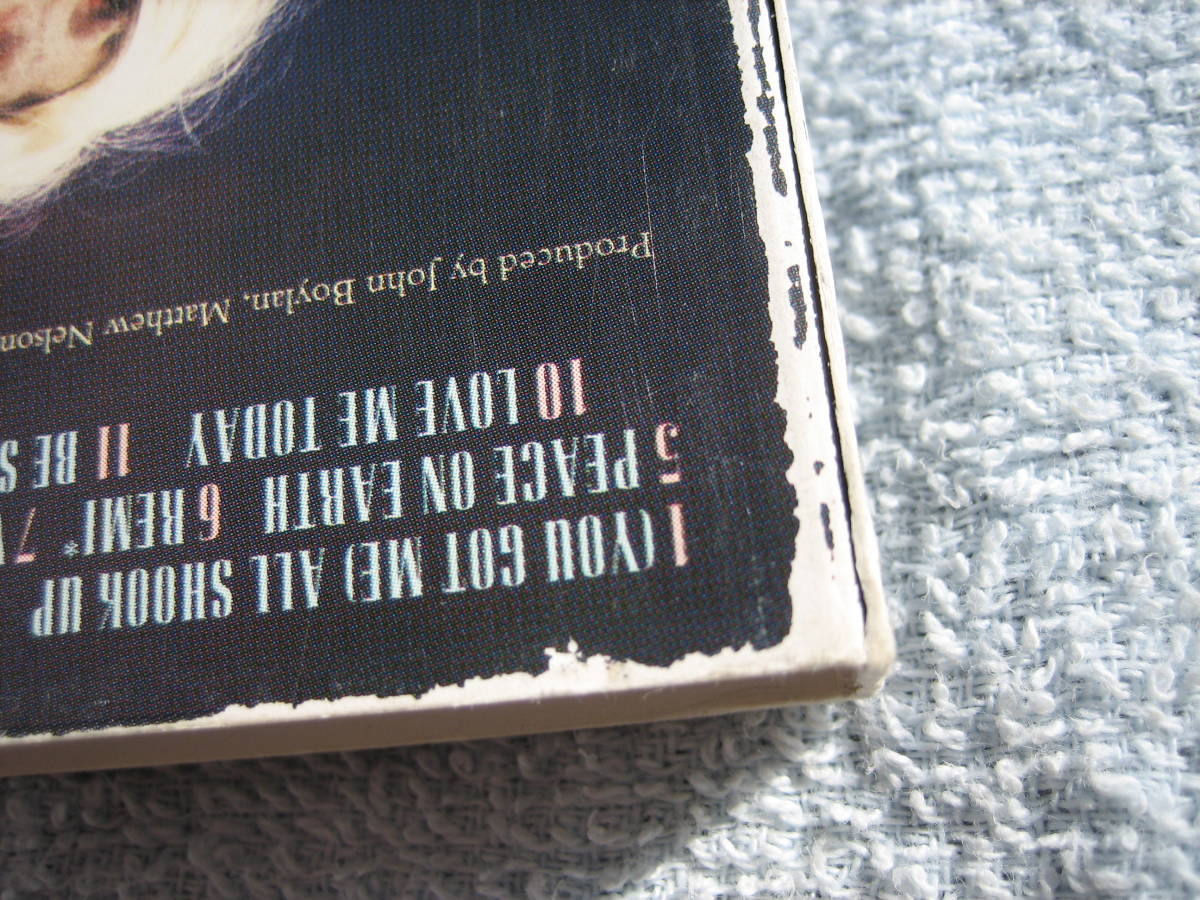 1 (YOU GOT ME) ALL SHOOK UP
5 PEACE ON EARTH 6 REMI* 7
10 LOVE ME TODAY 11 BE S
Produced by John Boylan, Matthew Nelson